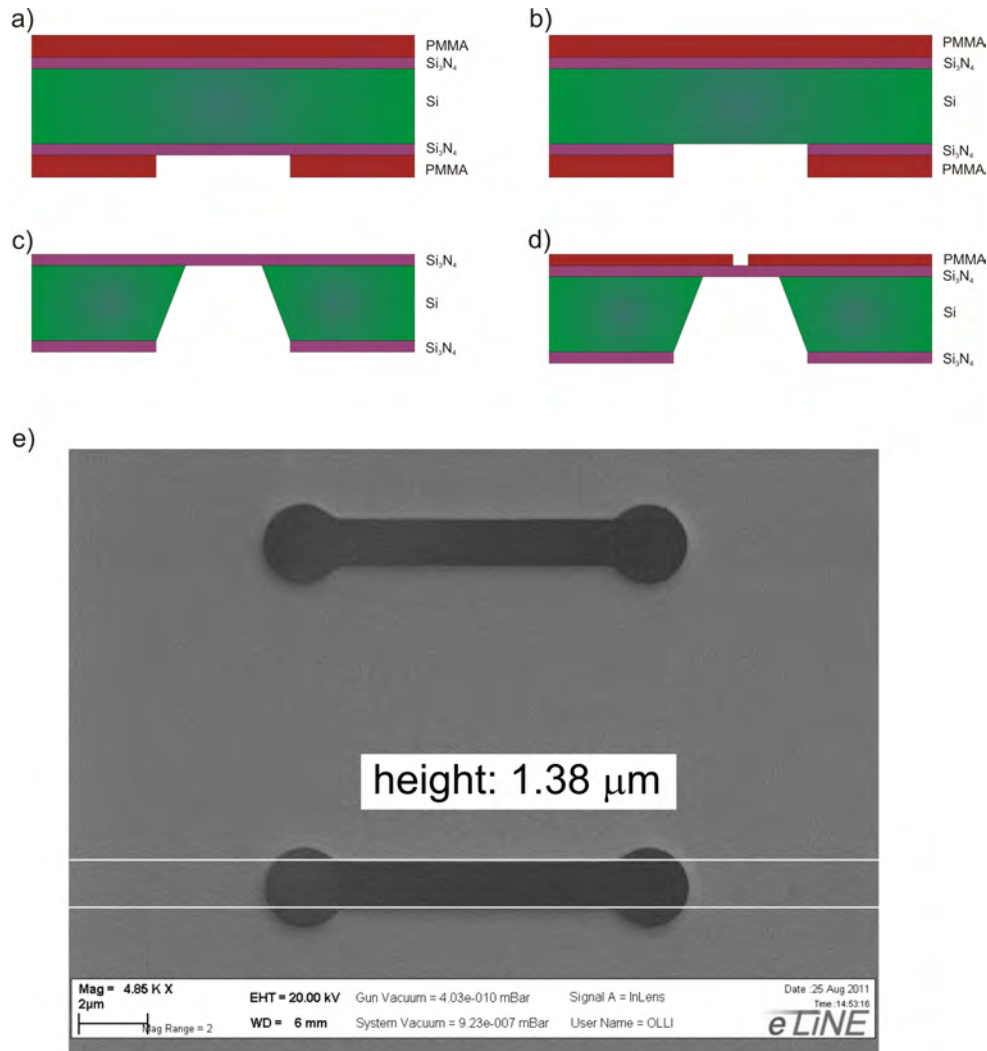 a)
PMMA
Si₃N₄
Si
Si₃N₄
PMMA
b)
PMMA
Si₃N₄
Si
Si₃N₄
PMMA
c)
Si₃N₄
Si
Si₃N₄
d)
PMMA
Si₃N₄
Si
Si₃N₄
e)
height: 1.38 μm
Mag = 4.85 K X
2μm
Mag Range = 2
EHT = 20.00 kV
WD = 6 mm
Gun Vacuum = 4.03e-010 mBar
System Vacuum = 9.23e-007 mBar
Signal A = InLens
User Name = OLLI
Date :25 Aug 2011
Time :14:53:16
eLiNE